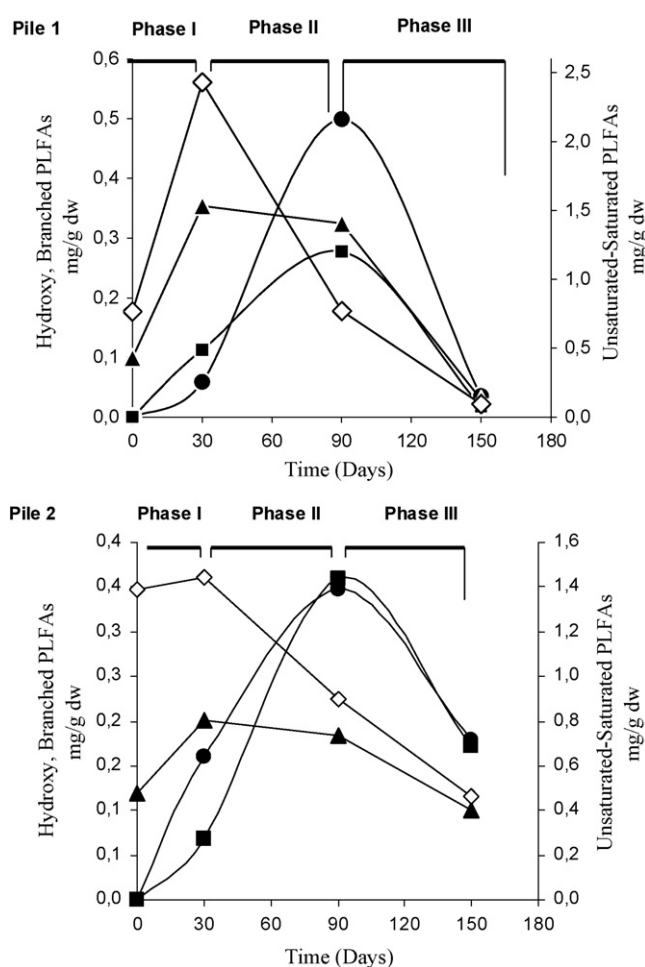 Pile 1
Phase I Phase II Phase III
Hydroxy, Branched PLFAs
mg/g dw
0,6
0,5
0,4
0,3
0,2
0,1
0,0
2,5
2,0
1,5
1,0
0,5
0,0
Unsaturated-Saturated PLFAs
mg/g dw
0 30 60 90 120 150 180
Time (Days)
Pile 2
Phase I Phase II Phase III
Hydroxy, Branched PLFAs
mg/g dw
0,4
0,4
0,3
0,3
0,2
0,2
0,1
0,1
0,0
1,6
1,4
1,2
1,0
0,8
0,6
0,4
0,2
0,0
Unsaturated-Saturated PLFAs
mg/g dw
0 30 60 90 120 150 180
Time (Days)